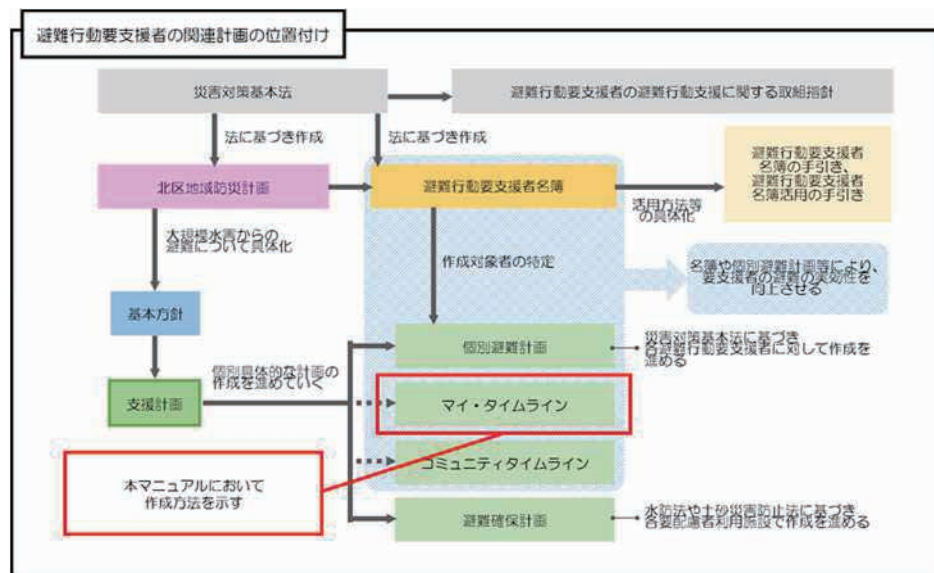 避難行動要支援者の関連計画の位置付け
災害対策基本法
避難行動要支援者の避難行動支援に関する取組指針
法に基づき作成
法に基づき作成
北区地域防災計画
避難行動要支援者名簿
避難行動要支援者
名簿の手引き、
避難行動要支援者
名簿活用の手引き
活用方法等
の具体化
大規模水害からの
避難について具体化
作成対象者の特定
名簿や個別避難計画等により、
要支援者の避難の実効性を
向上させる
基本方針
個別避難計画
災害対策基本法に基づき
各避難行動要支援者に対して作成を
進める
個別具体的な計画の
作成を進めていく
支援計画
マイ・タイムライン
コミュニティタイムライン
本マニュアルにおいて
作成方法を示す
避難確保計画
水防法や土砂災害防止法に基づき
各要配慮者利用施設で作成を進める